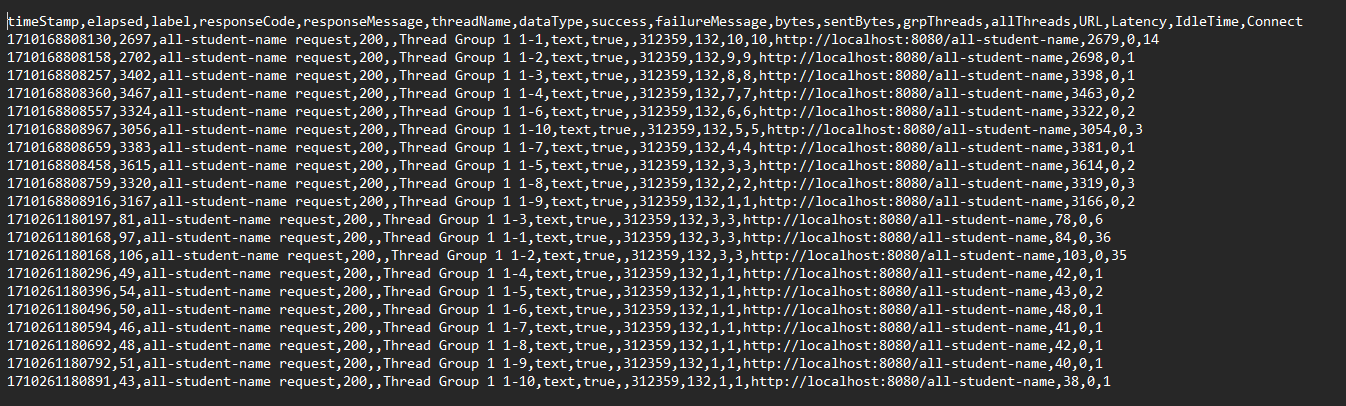 timeStamp,elapsed,label,responseCode,responseMessage,threadName,dataType,success,failureMessage,bytes,sentBytes,grpThreads,allThreads,URL,Latency,IdleTime,Connect
1710168808130,2697,all-student-name request,200,,Thread Group 1 1-1,text,true,,312359,132,10,10,http://localhost:8080/all-student-name,2679,0,14
1710168808158,2702,all-student-name request,200,,Thread Group 1 1-2,text,true,,312359,132,9,9,http://localhost:8080/all-student-name,2698,0,1
1710168808257,3402,all-student-name request,200,,Thread Group 1 1-3,text,true,,312359,132,8,8,http://localhost:8080/all-student-name,3398,0,1
1710168808360,3467,all-student-name request,200,,Thread Group 1 1-4,text,true,,312359,132,7,7,http://localhost:8080/all-student-name,3463,0,2
1710168808557,3324,all-student-name request,200,,Thread Group 1 1-6,text,true,,312359,132,6,6,http://localhost:8080/all-student-name,3322,0,2
1710168808967,3056,all-student-name request,200,,Thread Group 1 1-10,text,true,,312359,132,5,5,http://localhost:8080/all-student-name,3054,0,3
1710168808659,3383,all-student-name request,200,,Thread Group 1 1-7,text,true,,312359,132,4,4,http://localhost:8080/all-student-name,3381,0,1
1710168808458,3615,all-student-name request,200,,Thread Group 1 1-5,text,true,,312359,132,3,3,http://localhost:8080/all-student-name,3614,0,2
1710168808759,3320,all-student-name request,200,,Thread Group 1 1-8,text,true,,312359,132,2,2,http://localhost:8080/all-student-name,3319,0,3
1710168808916,3167,all-student-name request,200,,Thread Group 1 1-9,text,true,,312359,132,1,1,http://localhost:8080/all-student-name,3166,0,2
1710261180197,81,all-student-name request,200,,Thread Group 1 1-3,text,true,,312359,132,3,3,http://localhost:8080/all-student-name,78,0,6
1710261180168,97,all-student-name request,200,,Thread Group 1 1-1,text,true,,312359,132,3,3,http://localhost:8080/all-student-name,84,0,36
1710261180168,106,all-student-name request,200,,Thread Group 1 1-2,text,true,,312359,132,3,3,http://localhost:8080/all-student-name,103,0,35
1710261180296,49,all-student-name request,200,,Thread Group 1 1-4,text,true,,312359,132,1,1,http://localhost:8080/all-student-name,42,0,1
1710261180396,54,all-student-name request,200,,Thread Group 1 1-5,text,true,,312359,132,1,1,http://localhost:8080/all-student-name,43,0,2
1710261180496,50,all-student-name request,200,,Thread Group 1 1-6,text,true,,312359,132,1,1,http://localhost:8080/all-student-name,48,0,1
1710261180594,46,all-student-name request,200,,Thread Group 1 1-7,text,true,,312359,132,1,1,http://localhost:8080/all-student-name,41,0,1
1710261180692,48,all-student-name request,200,,Thread Group 1 1-8,text,true,,312359,132,1,1,http://localhost:8080/all-student-name,42,0,1
1710261180792,51,all-student-name request,200,,Thread Group 1 1-9,text,true,,312359,132,1,1,http://localhost:8080/all-student-name,40,0,1
1710261180891,43,all-student-name request,200,,Thread Group 1 1-10,text,true,,312359,132,1,1,http://localhost:8080/all-student-name,38,0,1